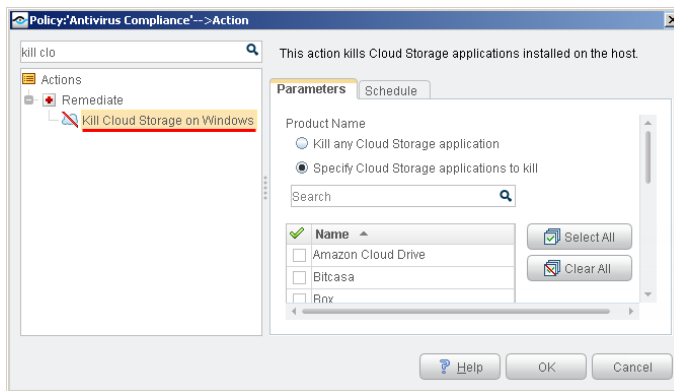 Policy:'Antivirus Compliance'-->Action
kill clo
Actions
Remediate
Kill Cloud Storage on Windows
This action kills Cloud Storage applications installed on the host.
Parameters
Schedule
Product Name
Kill any Cloud Storage application
Specify Cloud Storage applications to kill
Search
Name
Amazon Cloud Drive
Bitcasa
Box
Select All
Clear All
Help
OK
Cancel